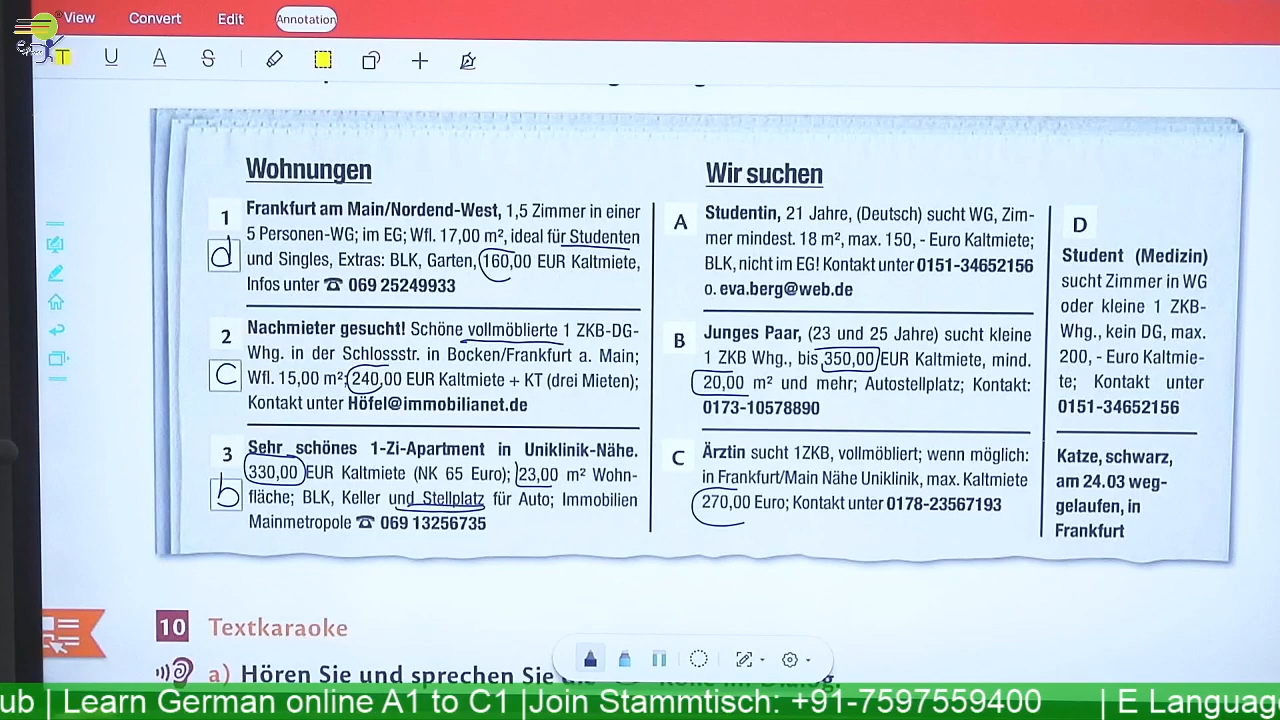 View Convert Edit Annotation
T U A S
Wohnungen
1
d
Frankfurt am Main/Nordend-West, 1,5 Zimmer in einer
5 Personen-WG; im EG; Wfl. 17,00 m², ideal für Studenten
und Singles, Extras: BLK, Garten, 160,00 EUR Kaltmiete,
Infos unter ☎ 069 25249933
2
C
Nachmieter gesucht! Schöne vollmöblierte 1 ZKB-DG-
Whg. in der Schlossstr. in Bocken/Frankfurt a. Main;
Wfl. 15,00 m²; 240,00 EUR Kaltmiete + KT (drei Mieten);
Kontakt unter Höfel@immobilianet.de
3
b
Sehr schönes 1-Zi-Apartment in Uniklinik-Nähe.
330,00 EUR Kaltmiete (NK 65 Euro); 23,00 m² Wohn-
fläche; BLK, Keller und Stellplatz für Auto; Immobilien
Mainmetropole ☎ 069 13256735
Wir suchen
A
Studentin, 21 Jahre, (Deutsch) sucht WG, Zim-
mer mindest. 18 m², max. 150, - Euro Kaltmiete;
BLK, nicht im EG! Kontakt unter 0151-34652156
o. eva.berg@web.de
B
Junges Paar, (23 und 25 Jahre) sucht kleine
1 ZKB Whg., bis 350,00 EUR Kaltmiete, mind.
20,00 m² und mehr; Autostellplatz; Kontakt:
0173-10578890
C
Ärztin sucht 1ZKB, vollmöbliert; wenn möglich:
in Frankfurt/Main Nähe Uniklinik, max. Kaltmiete
270,00 Euro; Kontakt unter 0178-23567193
D
Student (Medizin)
sucht Zimmer in WG
oder kleine 1 ZKB-
Whg., kein DG, max.
200, - Euro Kaltmie-
te; Kontakt unter
0151-34652156
Katze, schwarz,
am 24.03 weg-
gelaufen, in
Frankfurt
10 Textkaraoke
a) Hören Sie und sprechen Sie die Rolle im Dialog.
ub | Learn German online A1 to C1 |Join Stammtisch: +91-7597559400 | E Languag